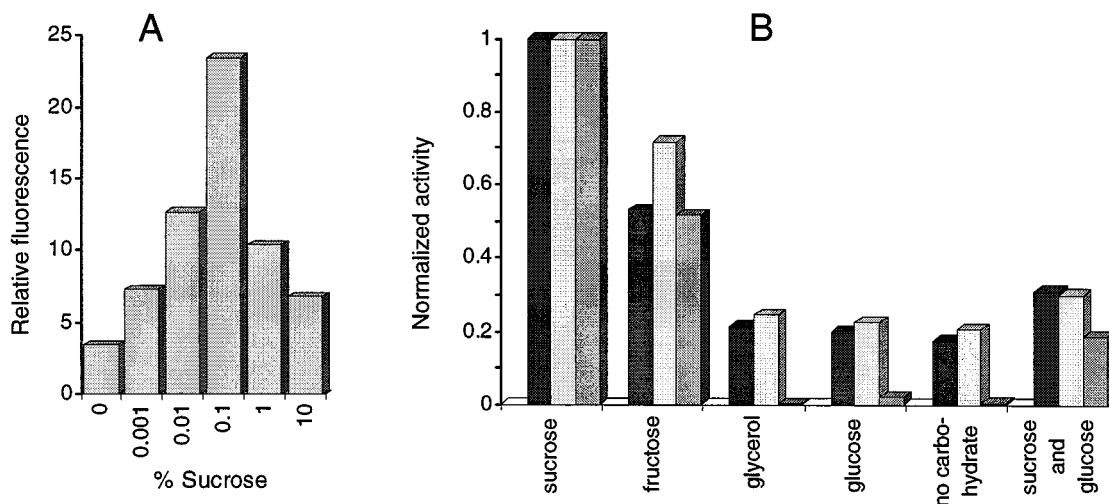 A
Relative fluorescence
25
20
15
10
5
0
0
0.001
0.01
0.1
1
10
% Sucrose
B
Normalized activity
1
0.8
0.6
0.4
0.2
0
sucrose
fructose
glycerol
glucose
no carbo-
hydrate
sucrose
and
glucose